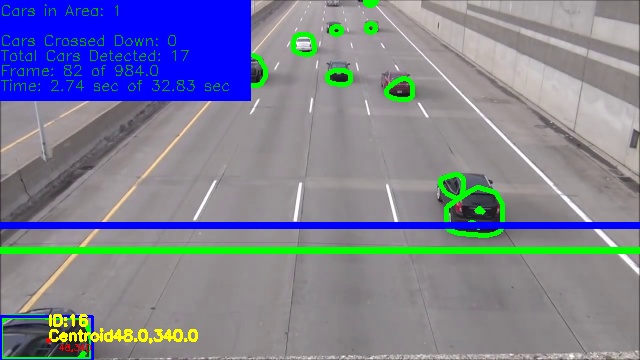 Cars in Area: 1
Cars Crossed Down: 0
Total Cars Detected: 17
Frame: 82 of 984.0
Time: 2.74 sec of 32.83 sec
ID:16
Centroid48.0,340.0